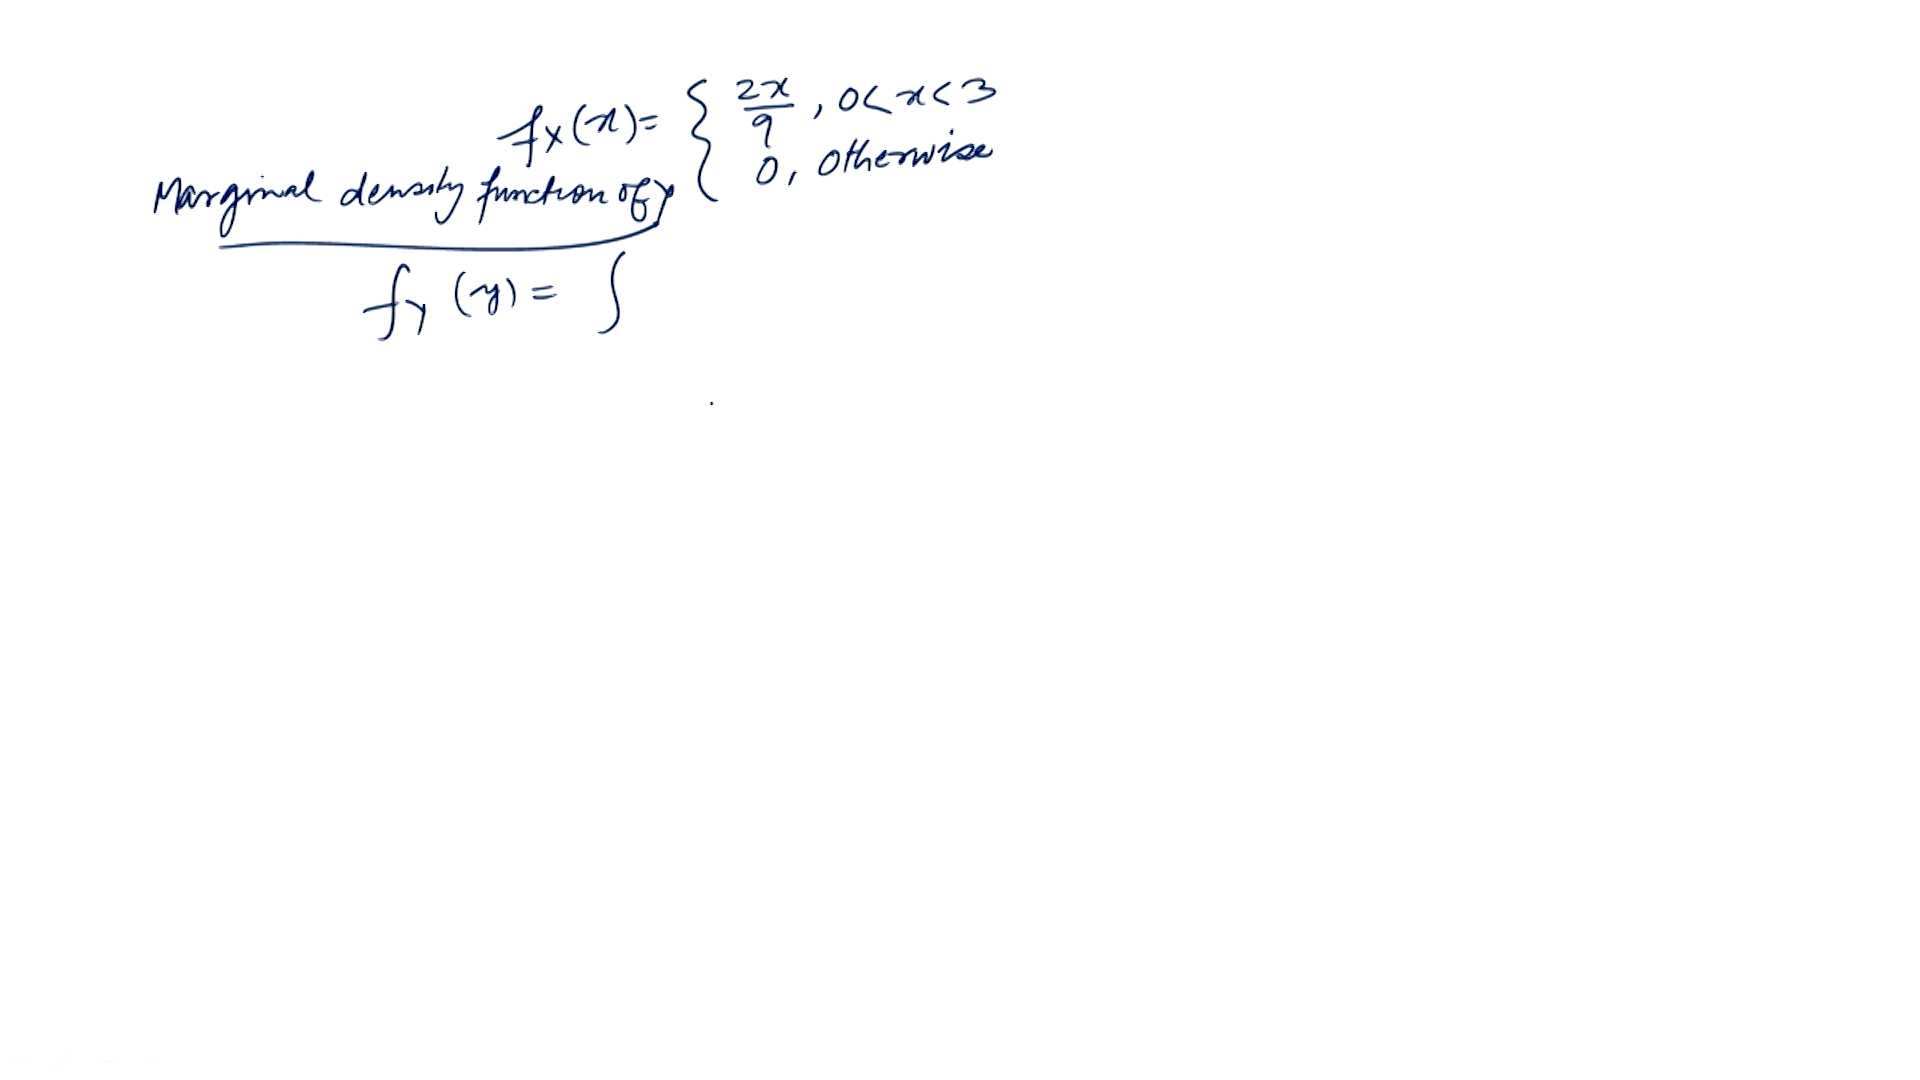 fx(x)= { 2x/9 , 0<x<3
0, otherwise
Marginal density function of y
fy (y) = ∫